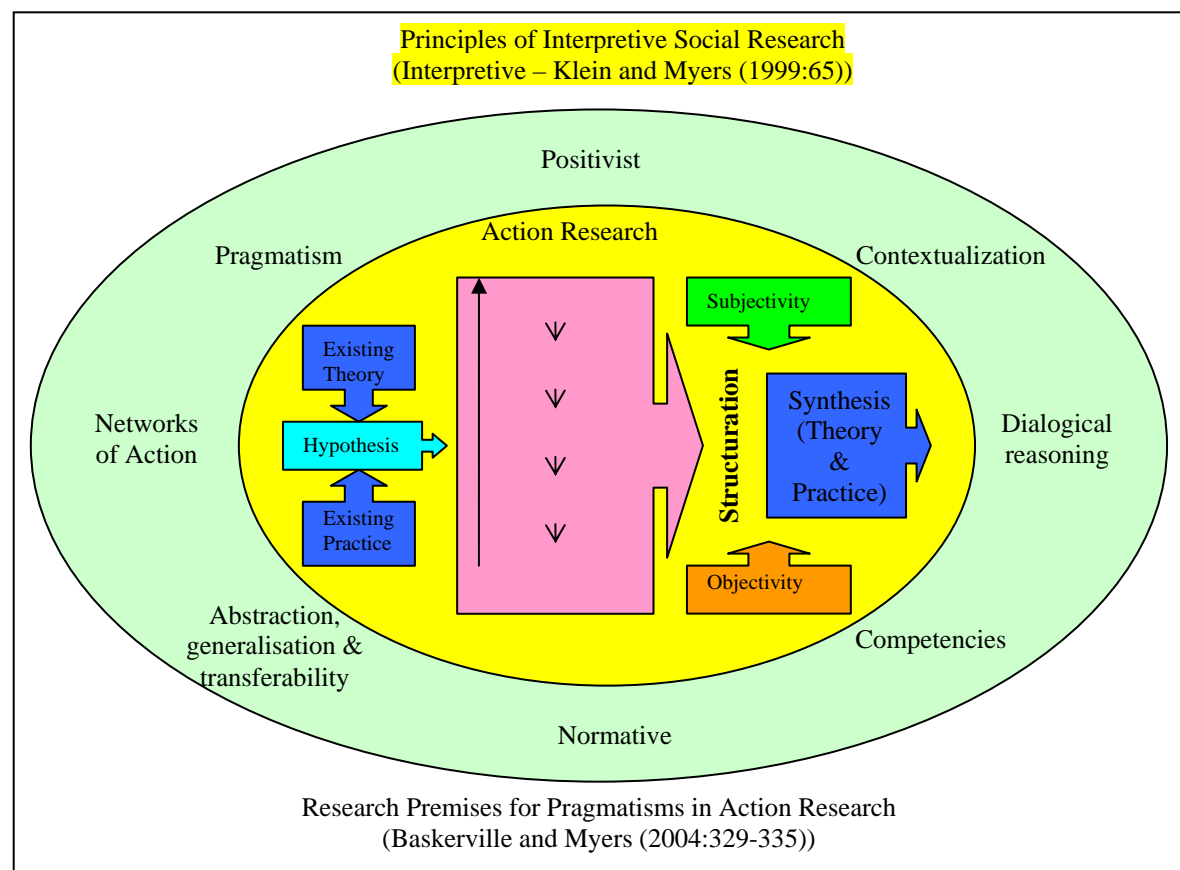 Principles of Interpretive Social Research
(Interpretive – Klein and Myers (1999:65))
Positivist
Action Research
Pragmatism
Contextualization
Subjectivity
Existing
Theory
Hypothesis
Existing
Practice
Structuration
Synthesis
(Theory
&
Practice)
Networks
of Action
Dialogical
reasoning
Objectivity
Abstraction,
generalisation &
transferability
Competencies
Normative
Research Premises for Pragmatisms in Action Research
(Baskerville and Myers (2004:329-335))